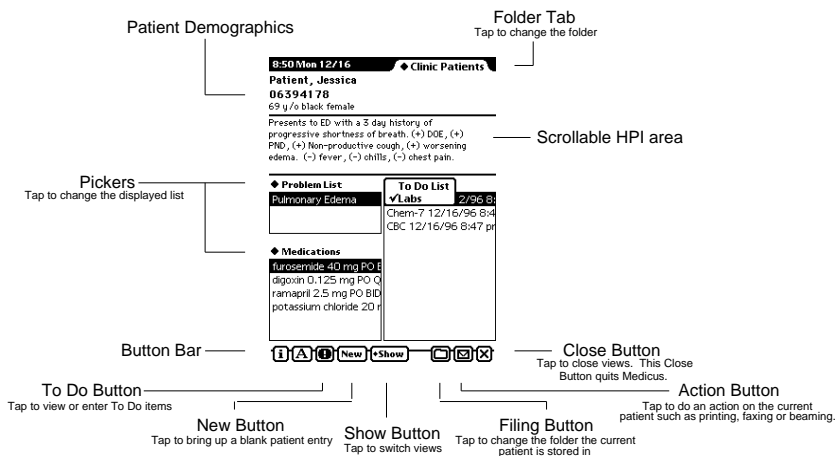 Patient Demographics
Folder Tab
Tap to change the folder
8:50 Mon 12/16
Clinic Patients
Patient, Jessica
06394178
69 y/o black female
Presents to ED with a 3 day history of
progressive shortness of breath. (+) DOE, (+)
PND, (+) Non-productive cough, (+) worsening
edema. (-) fever, (-) chills, (-) chest pain.
Scrollable HPI area
Pickers
Tap to change the displayed list
Problem List
Pulmonary Edema
To Do List
✓Labs
2/96 8:
Chem-7 12/16/96 8:4
CBC 12/16/96 8:47 pr
Medications
furosemide 40 mg PO B
digoxin 0.125 mg PO Q
ramapril 2.5 mg PO BID
potassium chloride 20 r
Button Bar
i A New Show X
Close Button
Tap to close views. This Close
Button quits Medicus.
To Do Button
Tap to view or enter To Do items
Action Button
Tap to do an action on the current
patient such as printing, faxing or beaming.
New Button
Tap to bring up a blank patient entry
Show Button
Tap to switch views
Filing Button
Tap to change the folder the current
patient is stored in